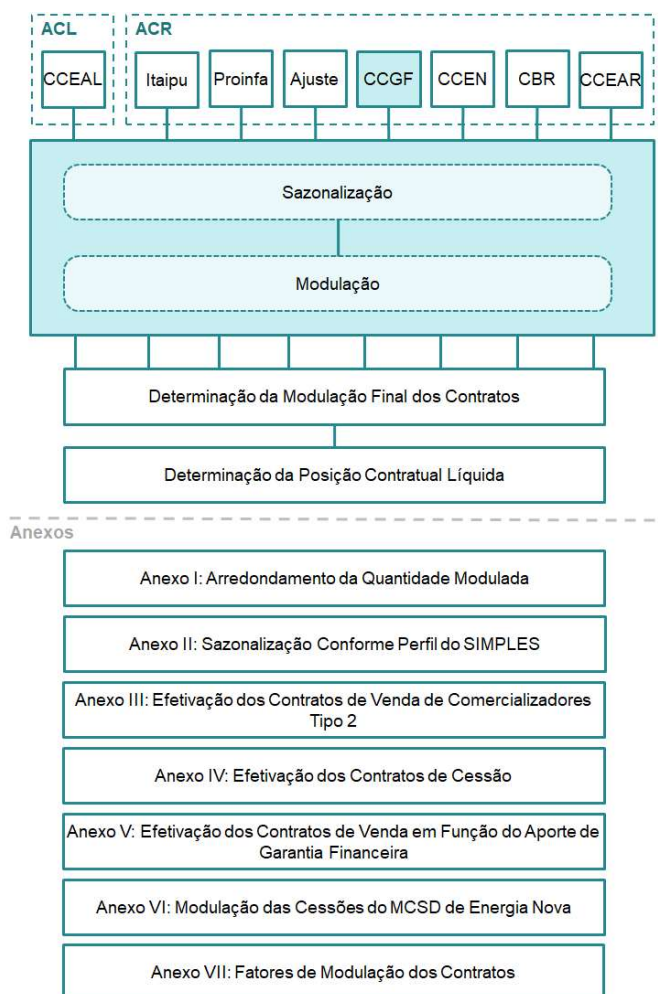 ACL
ACR
CCEAL
Itaipu
Proinfa
Ajuste
CCGF
CCEN
CBR
CCEAR
Sazonalização
Modulação
Determinação da Modulação Final dos Contratos
Determinação da Posição Contratual Líquida
Anexos
Anexo I: Arredondamento da Quantidade Modulada
Anexo II: Sazonalização Conforme Perfil do SIMPLES
Anexo III: Efetivação dos Contratos de Venda de Comercializadores
Tipo 2
Anexo IV: Efetivação dos Contratos de Cessão
Anexo V: Efetivação dos Contratos de Venda em Função do Aporte de
Garantia Financeira
Anexo VI: Modulação das Cessões do MCSD de Energia Nova
Anexo VII: Fatores de Modulação dos Contratos